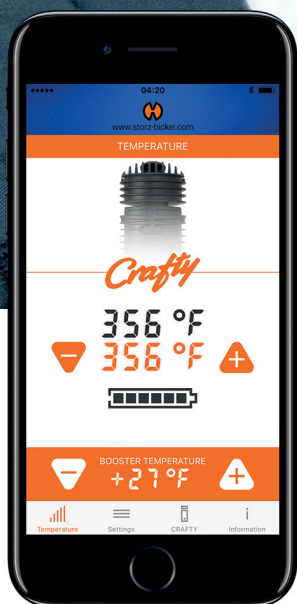 04:20
www.storz-bickel.com
TEMPERATURE
Crafty
356 °F
356 °F
BOOSTER TEMPERATURE
+27 °F
Temperature
Settings
CRAFTY
Information